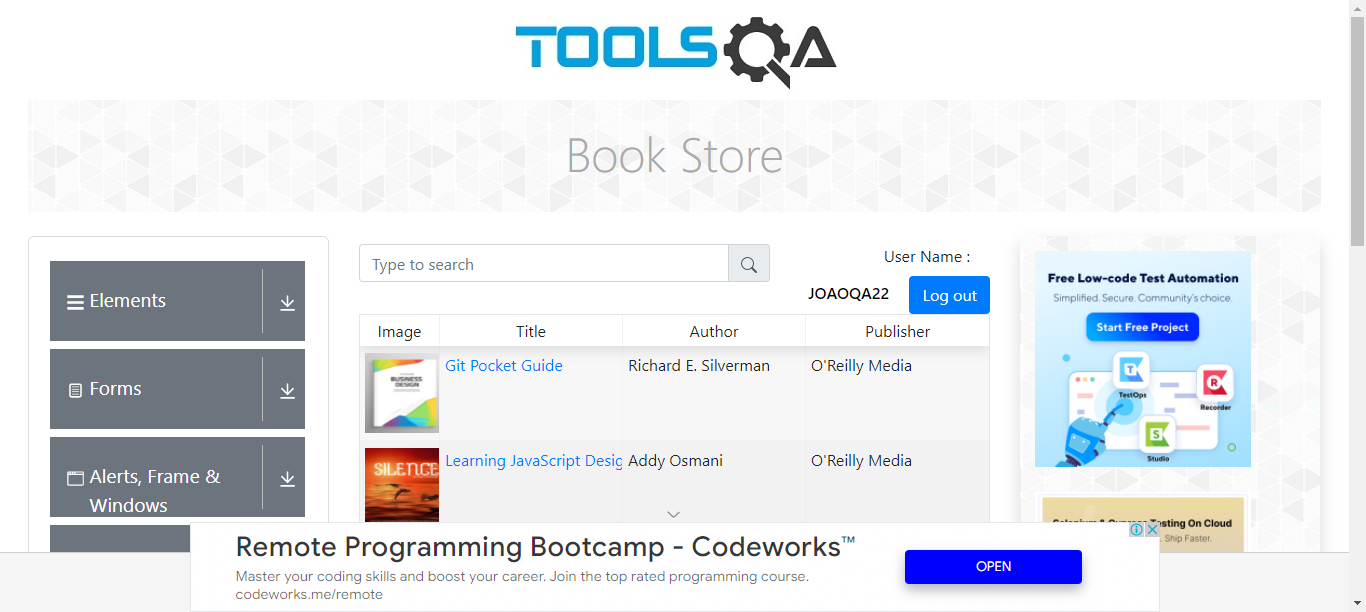 TOOLSQA
Book Store
Elements
Forms
Alerts, Frame &
Windows
Type to search
User Name :
JOAOQA22
Log out
Image Title Author Publisher
BUSINESS
DESIGN
Git Pocket Guide Richard E. Silverman O'Reilly Media
SILENCE
Learning JavaScript Desig Addy Osmani O'Reilly Media
Free Low-code Test Automation
Simplified. Secure. Community's choice.
Start Free Project
TestOps
Recorder
Studio
Testing On Cloud
Ship Faster.
Remote Programming Bootcamp - Codeworks™
Master your coding skills and boost your career. Join the top rated programming course.
codeworks.me/remote
OPEN